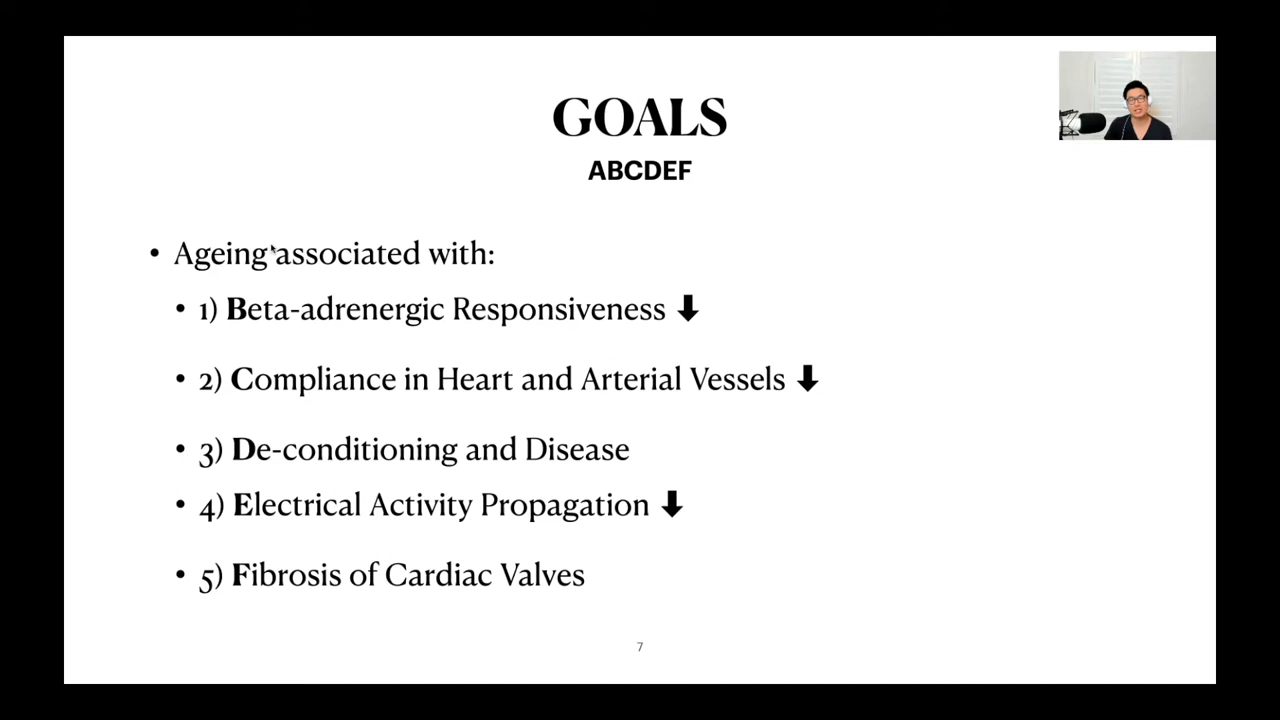 GOALS
ABCDEF
• Ageing associated with:
• 1) Beta-adrenergic Responsiveness ⬇
• 2) Compliance in Heart and Arterial Vessels ⬇
• 3) De-conditioning and Disease
• 4) Electrical Activity Propagation ⬇
• 5) Fibrosis of Cardiac Valves
7